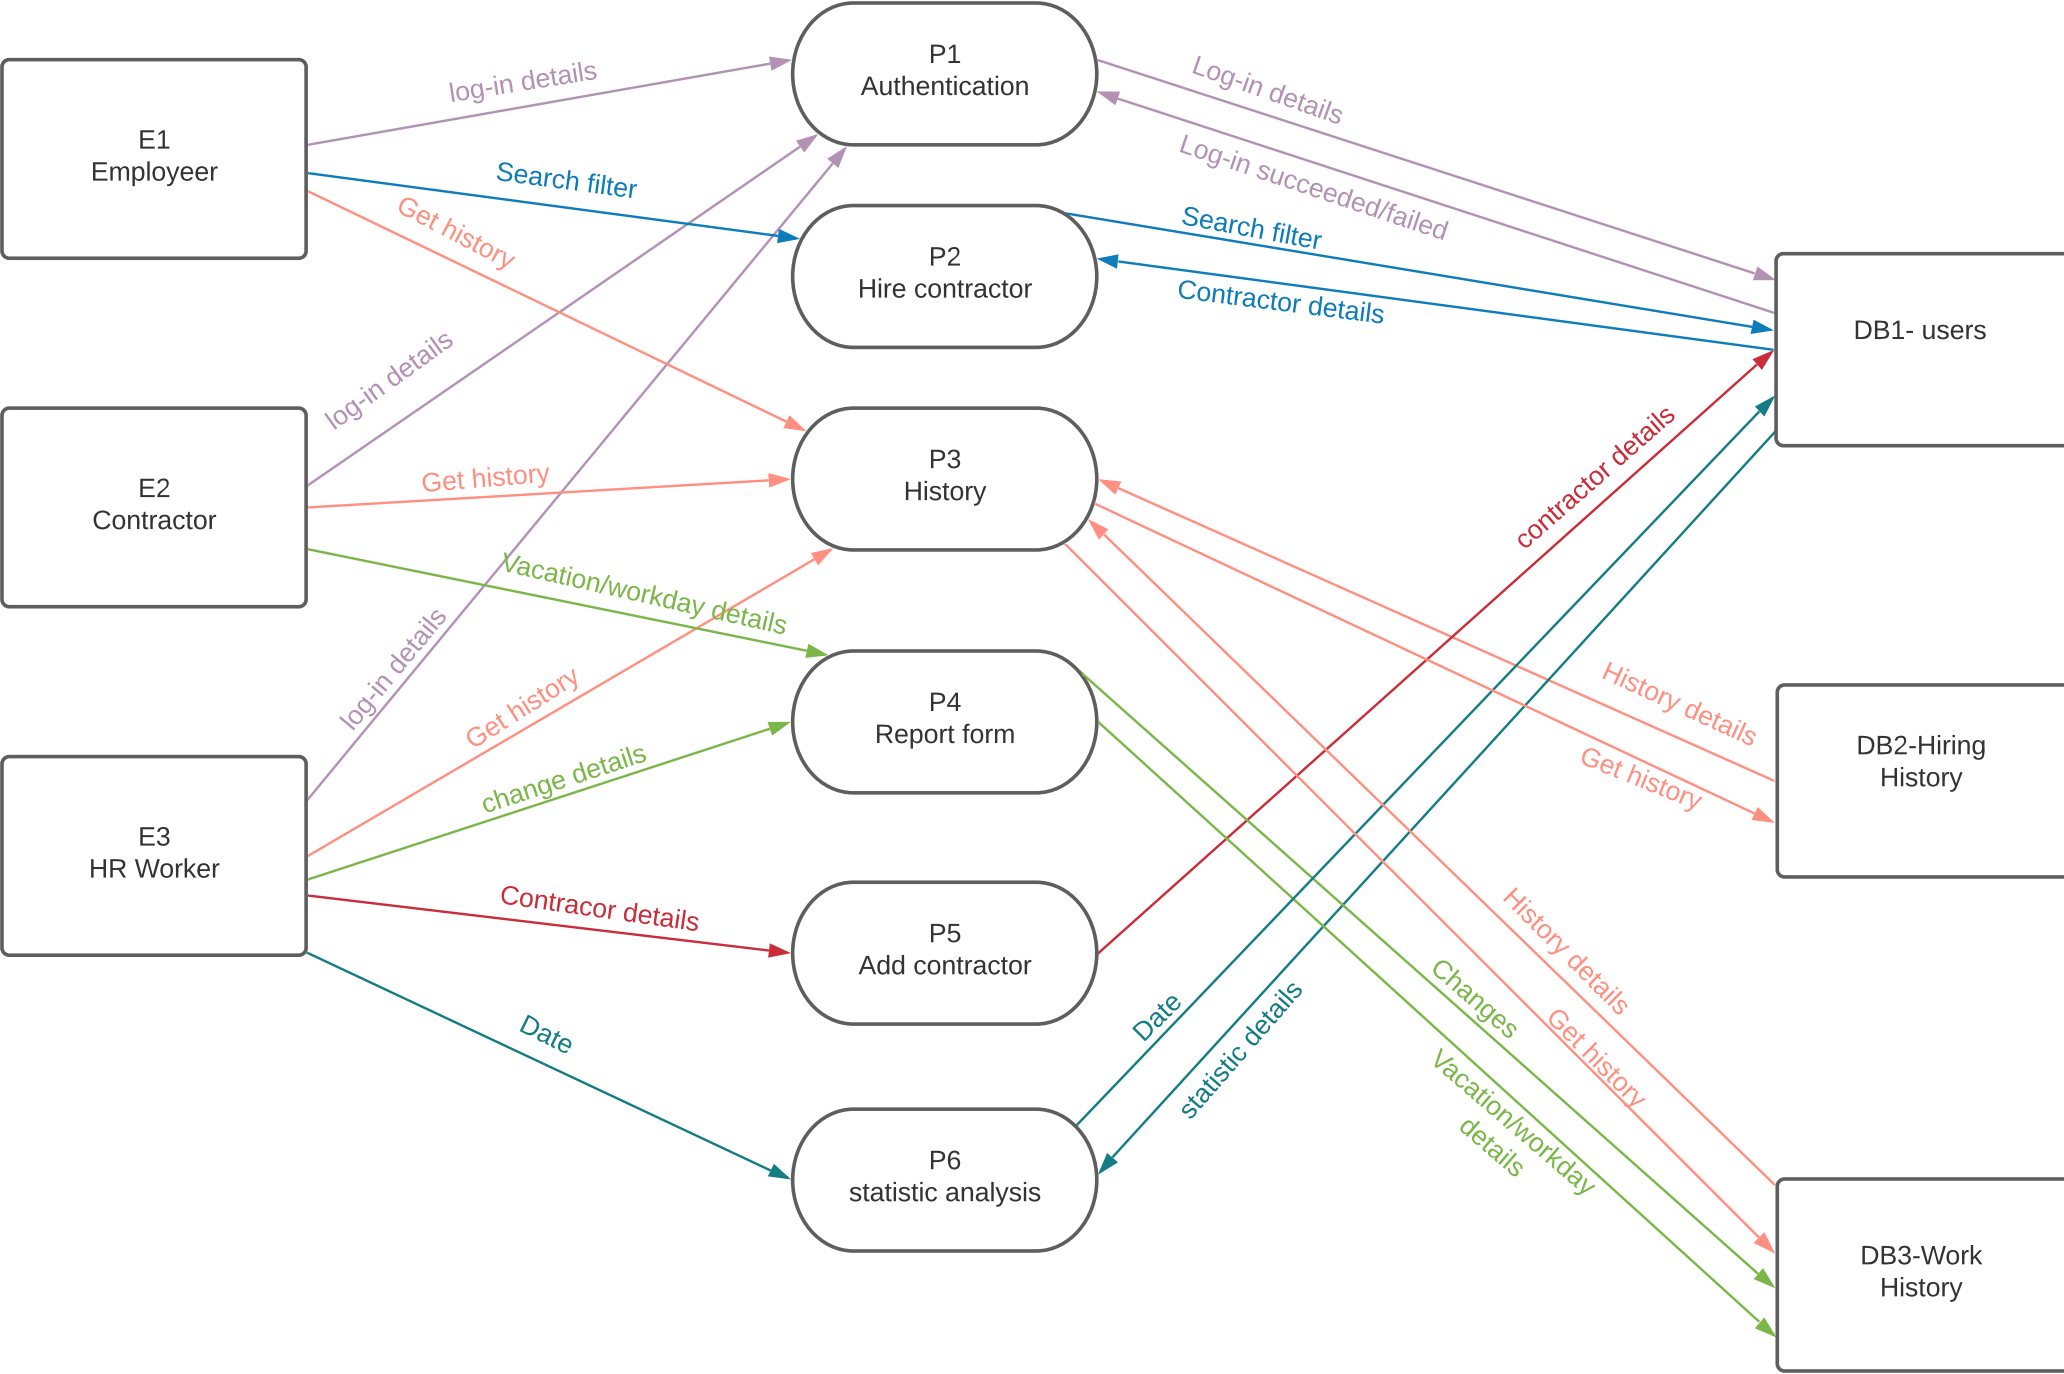 P1
Authentication
log-in details
Log-in details
E1
Employeer
Log-in succeeded/failed
Search filter
Get history
Search filter
P2
Hire contractor
Contractor details
DB1- users
log-in details
contractor details
P3
History
Get history
E2
Contractor
Vacation/workday details
log-in details
Get history
History details
P4
Report form
DB2-Hiring
History
Get history
change details
E3
HR Worker
Contracor details
P5
Add contractor
History details
Changes
Get history
Date
Date
statistic details
Vacation/workday
details
P6
statistic analysis
DB3-Work
History